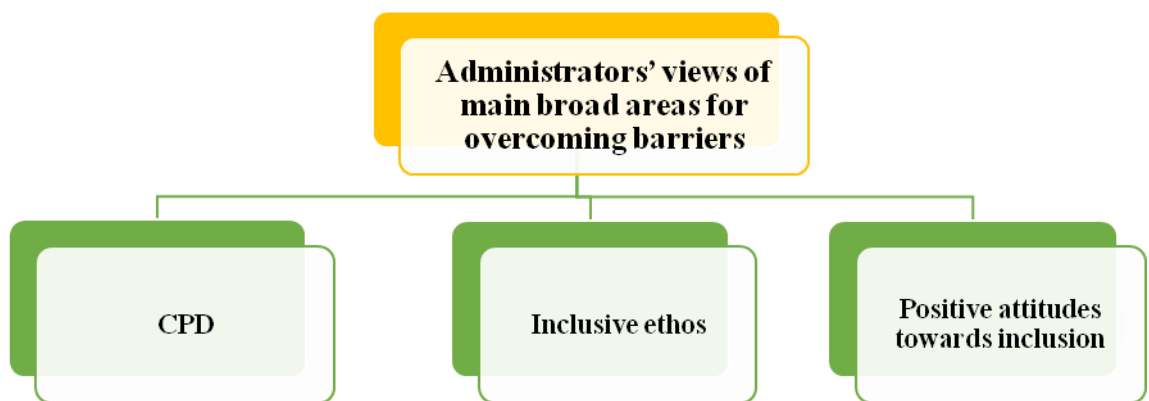 Administrators’ views of
main broad areas for
overcoming barriers
CPD
Inclusive ethos
Positive attitudes
towards inclusion